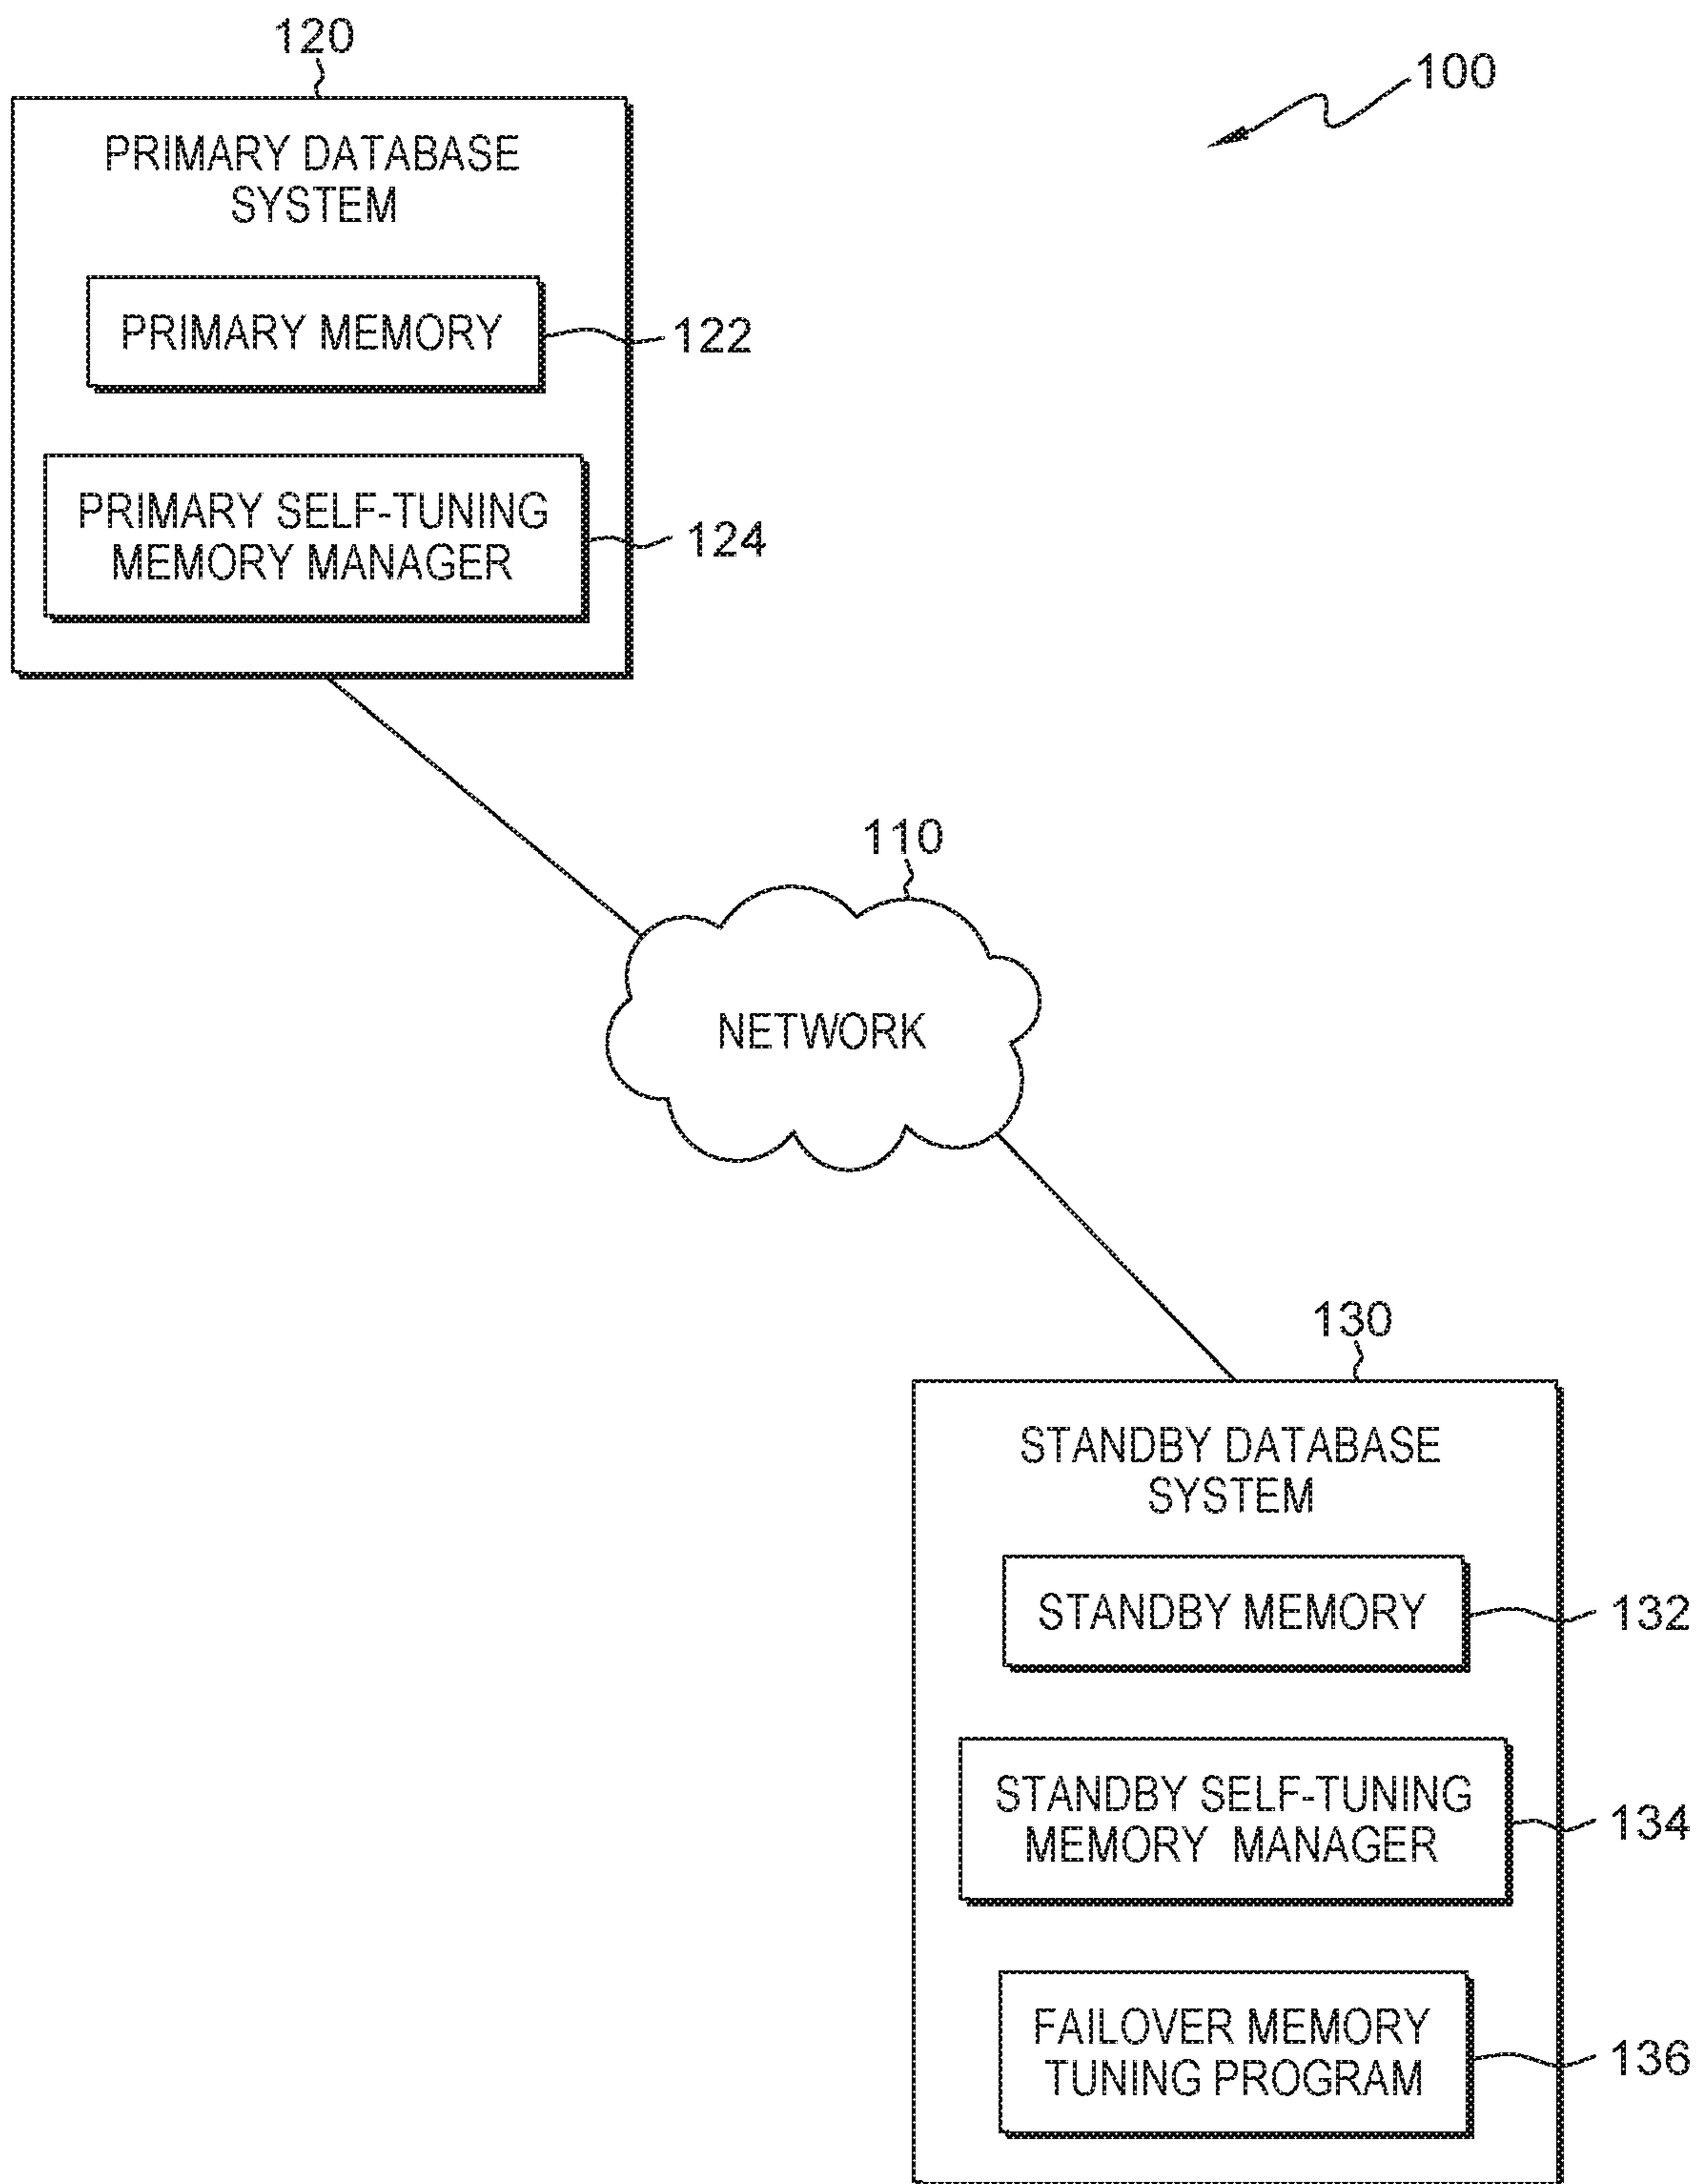 120
100
PRIMARY DATABASE
SYSTEM
PRIMARY MEMORY
122
PRIMARY SELF-TUNING
MEMORY MANAGER
124
110
NETWORK
130
STANDBY DATABASE
SYSTEM
STANDBY MEMORY
132
STANDBY SELF-TUNING
MEMORY MANAGER
134
FAILOVER MEMORY
TUNING PROGRAM
136